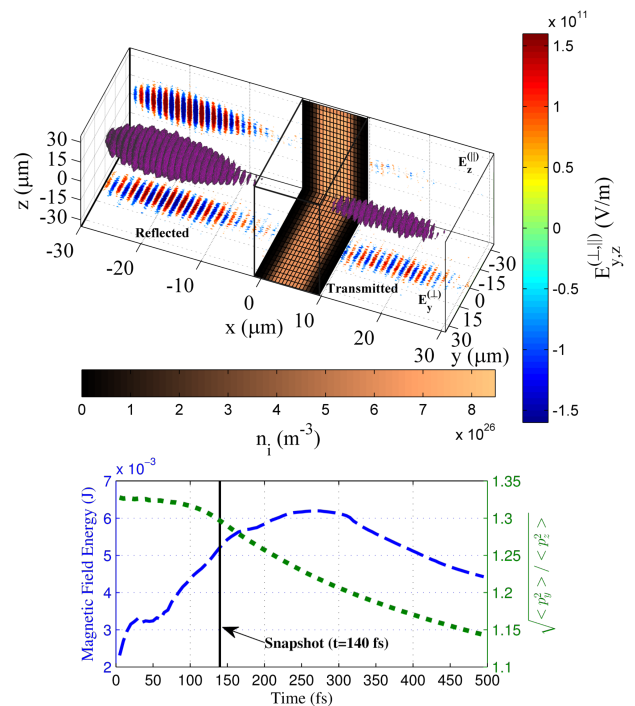 x 10^11
1.5
1
0.5
0
-0.5
-1
-1.5
E_{y,z}^{(⊥,||)} (V/m)
30
15
0
-15
-30
z (μm)
E_z^{(||)}
Reflected
Transmitted
E_y^{(⊥)}
-30
-20
-10
0
10
20
30
x (μm)
-30
-15
0
15
30
y (μm)
0 1 2 3 4 5 6 7 8
n_i (m^-3)
x 10^26
x 10^-3
7
6
5
4
3
2
Magnetic Field Energy (J)
1.35
1.3
1.25
1.2
1.15
1.1
√< p_y^2 > / < p_z^2 >
Snapshot (t=140 fs)
0 50 100 150 200 250 300 350 400 450 500
Time (fs)